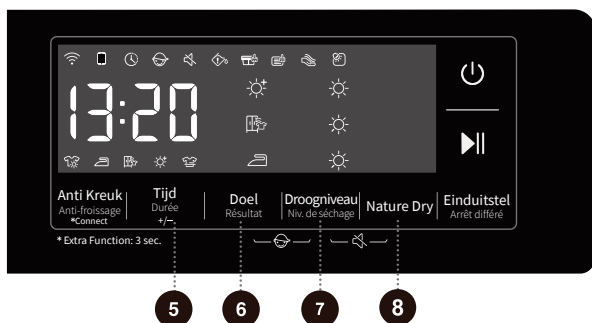 13:20
Anti Kreuk
Anti-froissage
*Connect
Tijd
Durée
+/-
Doel
Résultat
Droogniveau
Niv. de séchage
Nature Dry
Einduitstel
Arrêt différé
* Extra Function: 3 sec.
5 6 7 8